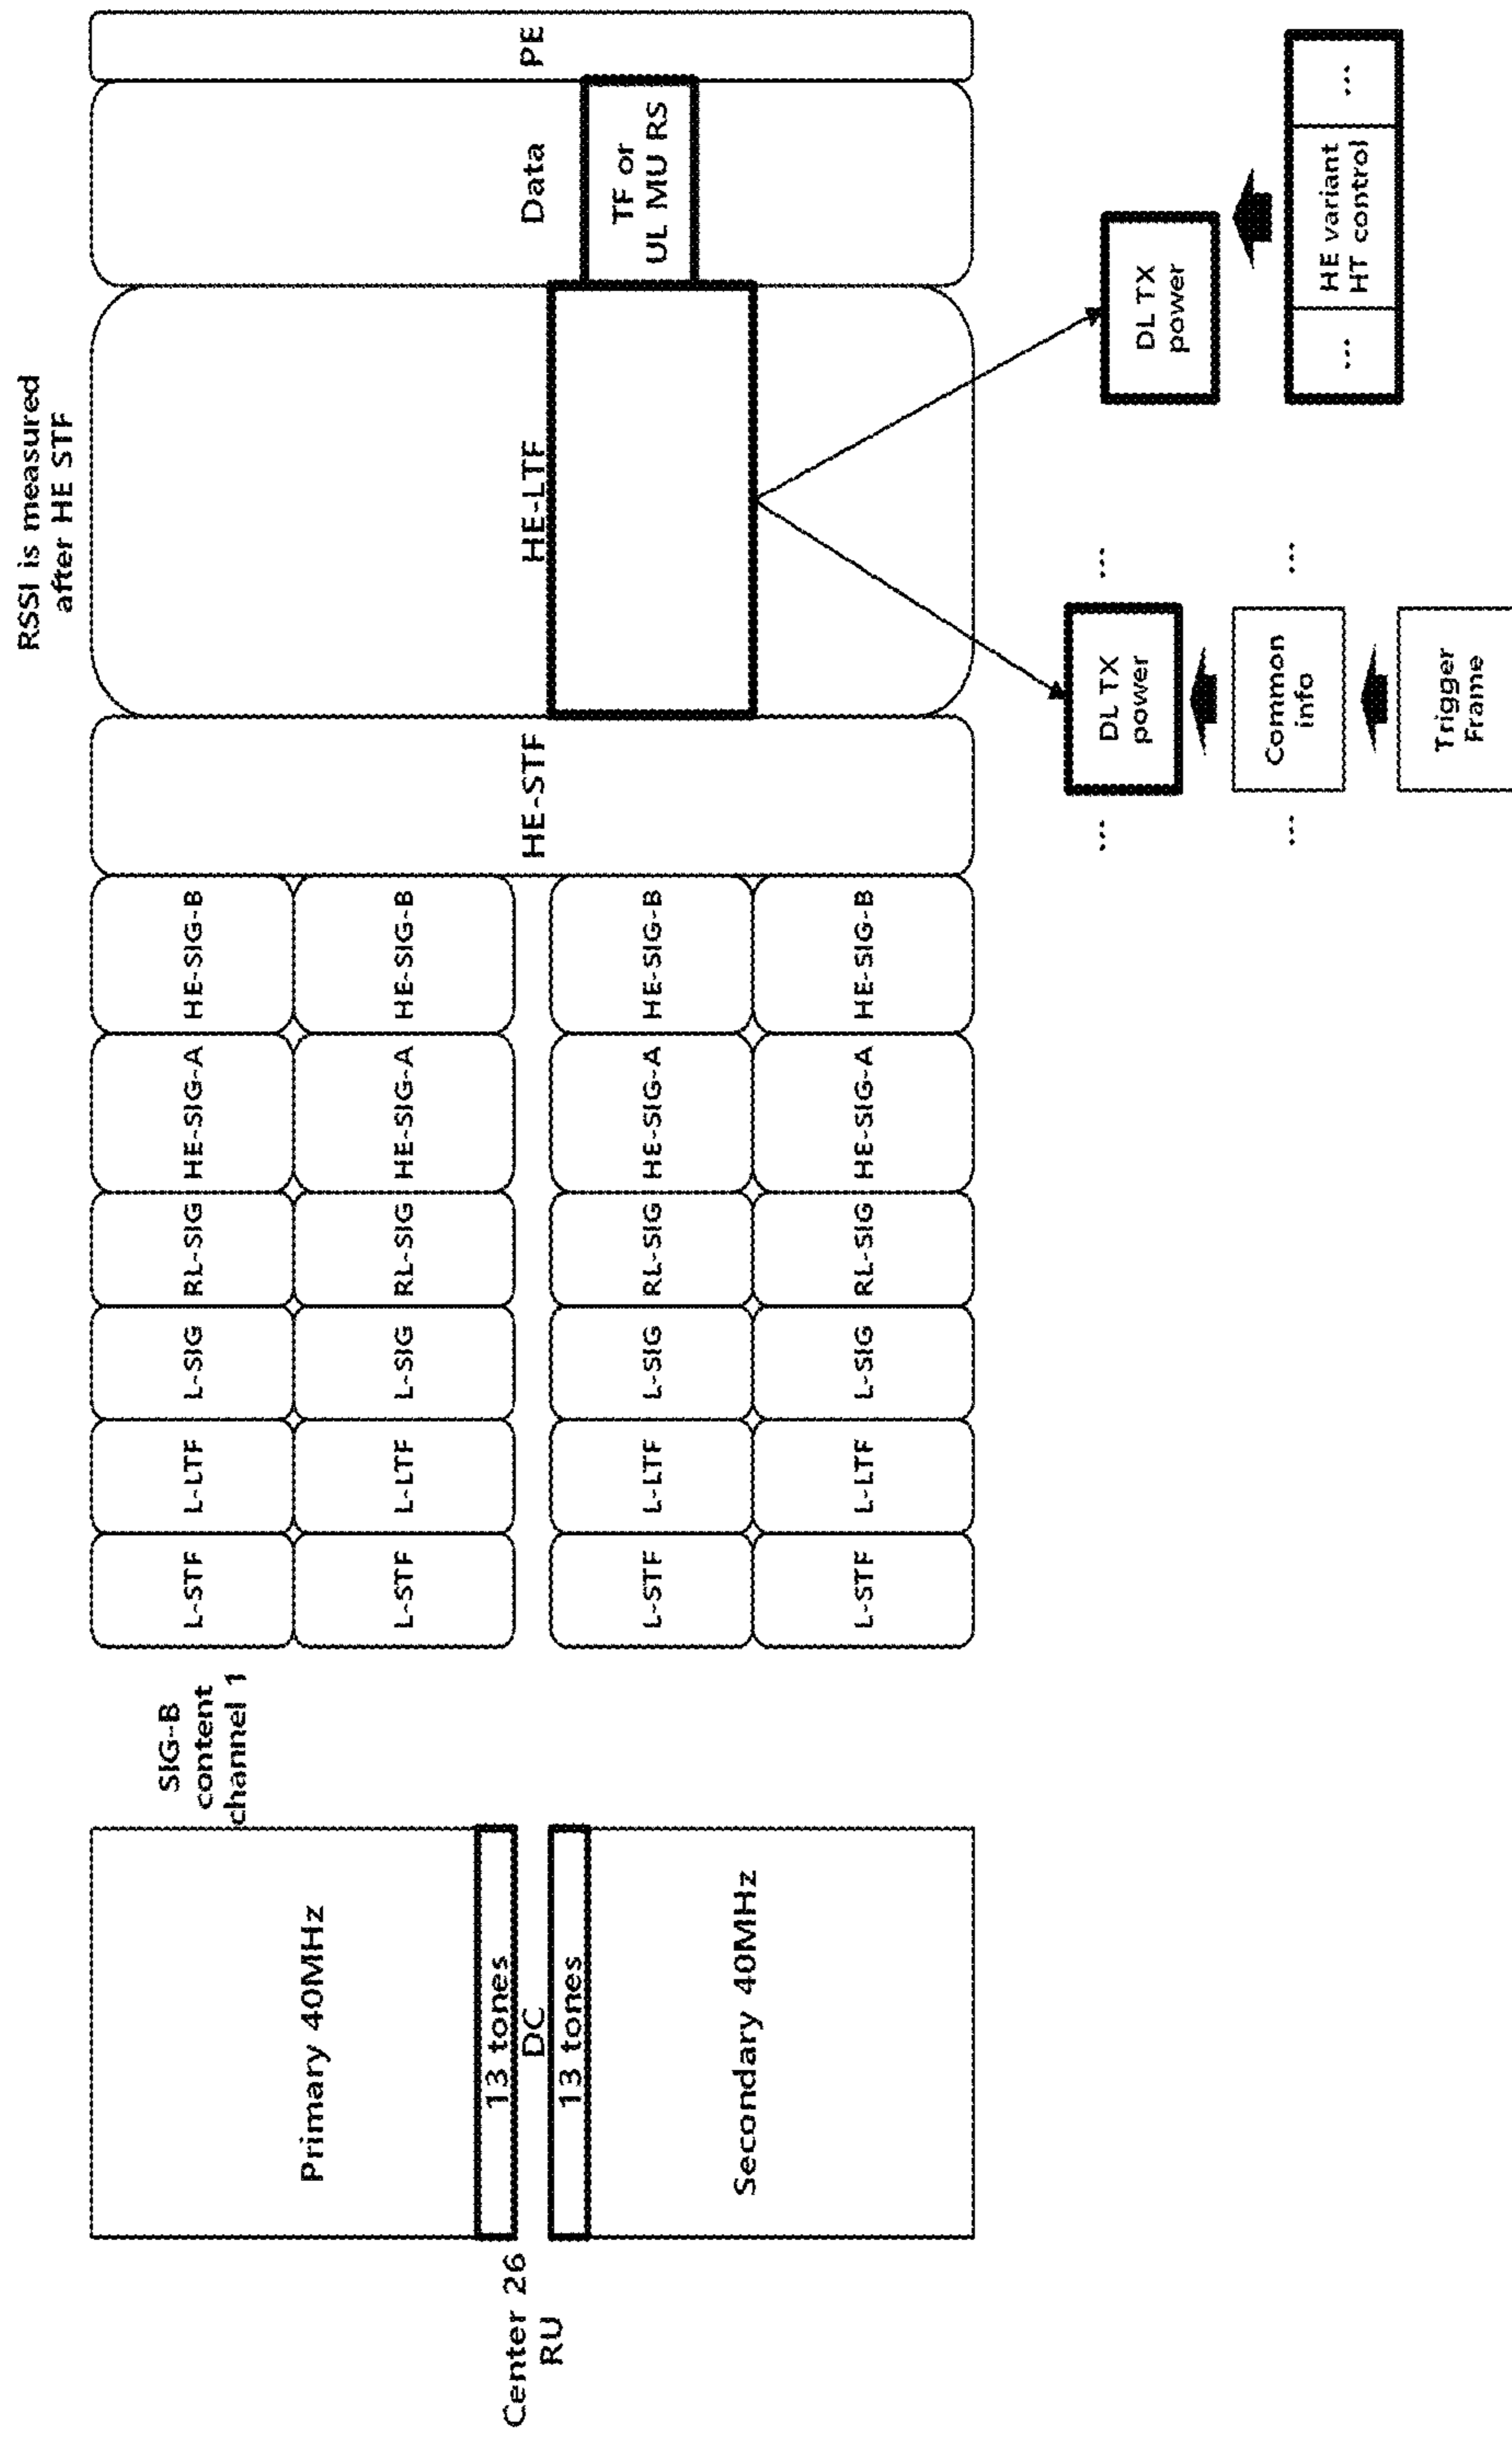 RSSI is measured
after HE STF
SIG-B
content
channel 1
Primary 40MHz
13 tones
DC
13 tones
Secondary 40MHz
Center 26
RU
L-STF
L-LTF
L-SIG
RL-SIG
HE-SIG-A
HE-SIG-B
L-STF
L-LTF
L-SIG
RL-SIG
HE-SIG-A
HE-SIG-B
L-STF
L-LTF
L-SIG
RL-SIG
HE-SIG-A
HE-SIG-B
L-STF
L-LTF
L-SIG
RL-SIG
HE-SIG-A
HE-SIG-B
HE-STF
HE-LTF
Data
PE
TF or
UL MU RS
...
DL TX
power
...
DL TX
power
...
Common
info
...
...
HE variant
HT control
...
Trigger
Frame